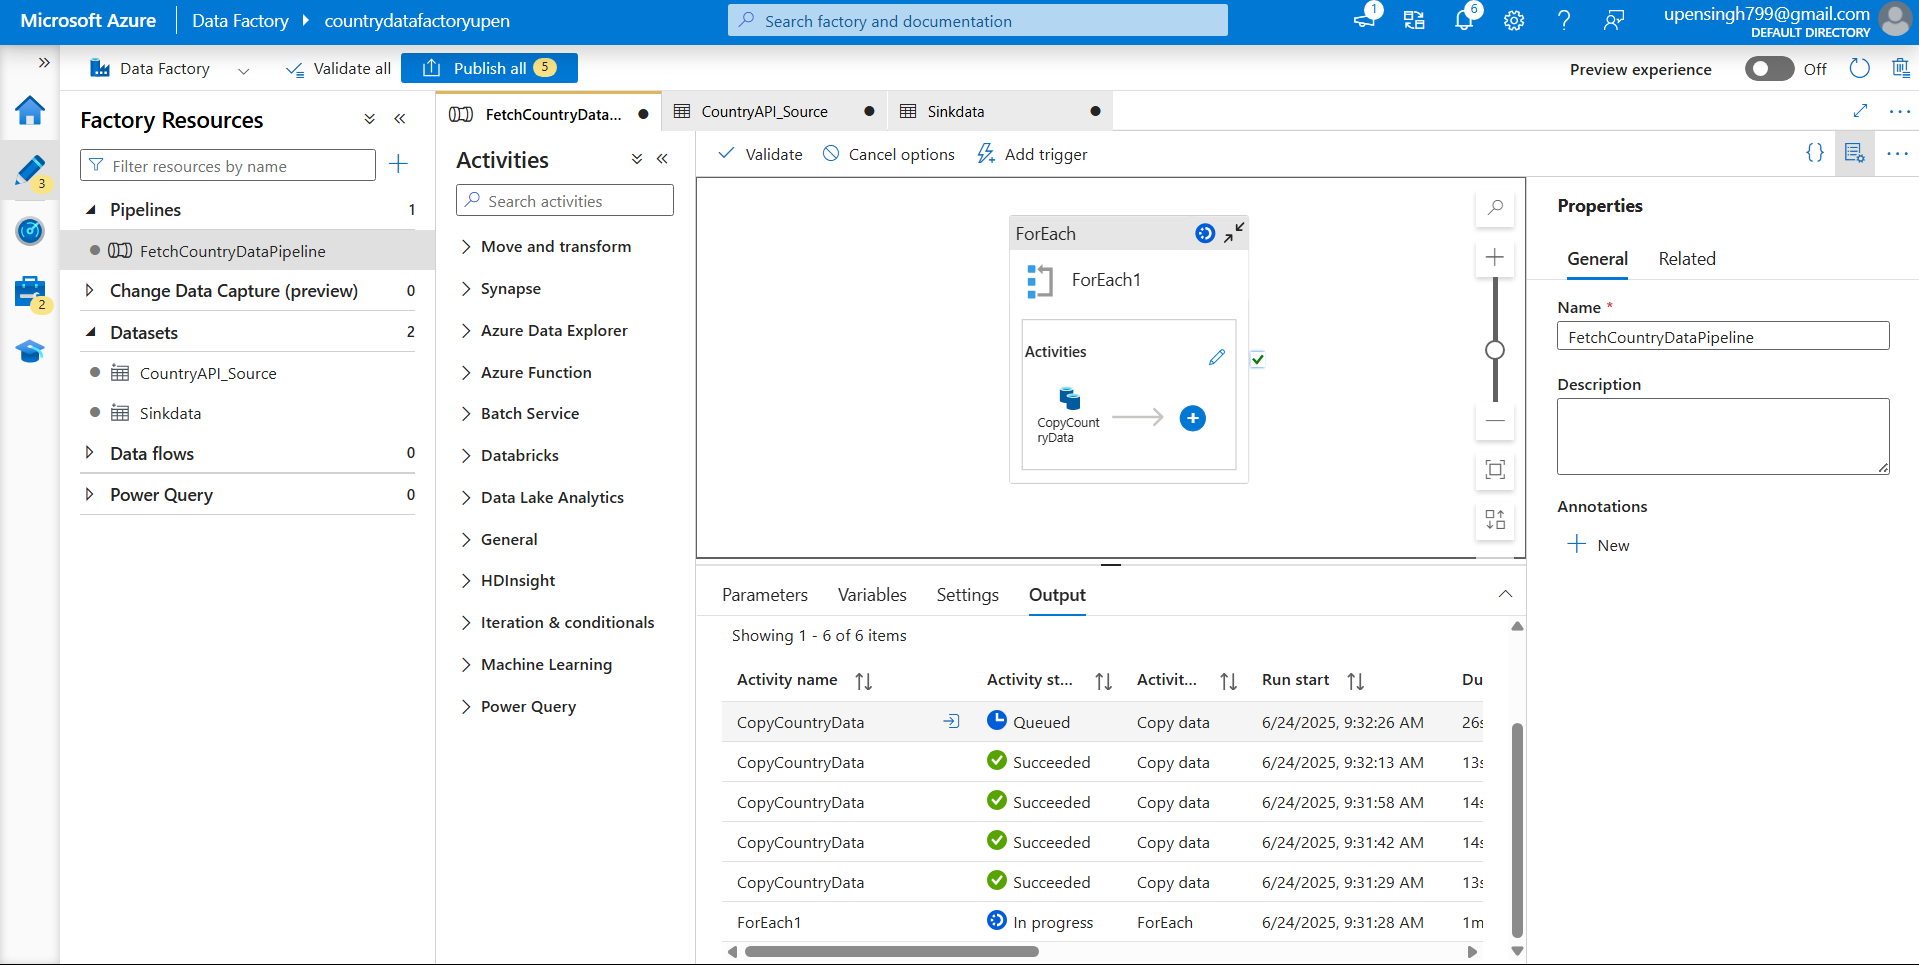 Microsoft Azure
Data Factory
countrydatafactoryupen
Search factory and documentation
1
6
upensingh799@gmail.com
DEFAULT DIRECTORY
Data Factory
Validate all
Publish all 5
Preview experience
Off
3
2
Factory Resources
Filter resources by name
Pipelines 1
FetchCountryDataPipeline
Change Data Capture (preview) 0
Datasets 2
CountryAPI_Source
Sinkdata
Data flows 0
Power Query 0
FetchCountryData...
CountryAPI_Source
Sinkdata
Activities
Search activities
Move and transform
Synapse
Azure Data Explorer
Azure Function
Batch Service
Databricks
Data Lake Analytics
General
HDInsight
Iteration & conditionals
Machine Learning
Power Query
Validate
Cancel options
Add trigger
{}
ForEach
ForEach1
Activities
CopyCount
ryData
Parameters Variables Settings Output
Showing 1 - 6 of 6 items
Activity name Activity st... Activit... Run start Du
CopyCountryData Queued Copy data 6/24/2025, 9:32:26 AM 26s
CopyCountryData Succeeded Copy data 6/24/2025, 9:32:13 AM 13s
CopyCountryData Succeeded Copy data 6/24/2025, 9:31:58 AM 14s
CopyCountryData Succeeded Copy data 6/24/2025, 9:31:42 AM 14s
CopyCountryData Succeeded Copy data 6/24/2025, 9:31:29 AM 13s
ForEach1 In progress ForEach 6/24/2025, 9:31:28 AM 1m
Properties
General Related
Name *
FetchCountryDataPipeline
Description
Annotations
New